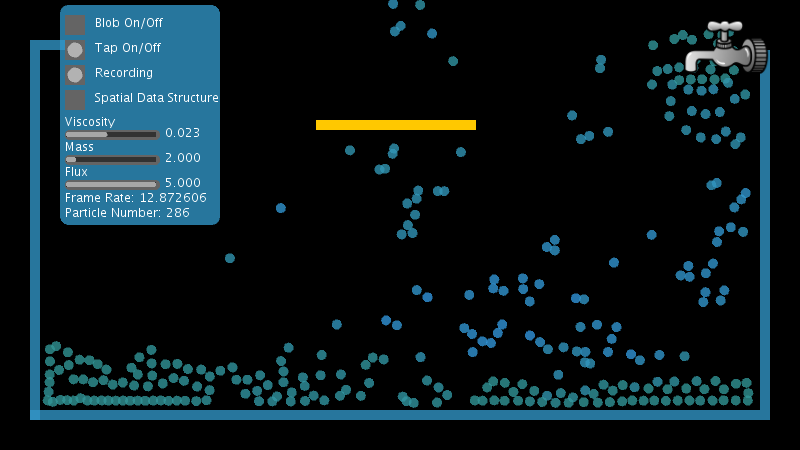 Blob On/Off
Tap On/Off
Recording
Spatial Data Structure
Viscosity
0.023
Mass
2.000
Flux
5.000
Frame Rate: 12.872606
Particle Number: 286